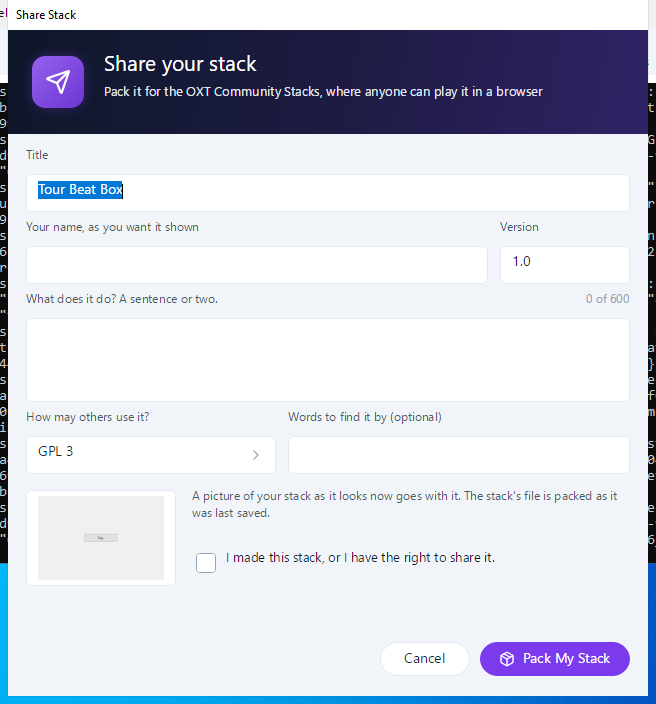 Share Stack
Share your stack
Pack it for the OXT Community Stacks, where anyone can play it in a browser
Title
Tour Beat Box
Your name, as you want it shown
Version
1.0
What does it do? A sentence or two.
0 of 600
How may others use it?
Words to find it by (optional)
GPL 3
Play
A picture of your stack as it looks now goes with it. The stack's file is packed as it
was last saved.
I made this stack, or I have the right to share it.
Cancel
Pack My Stack